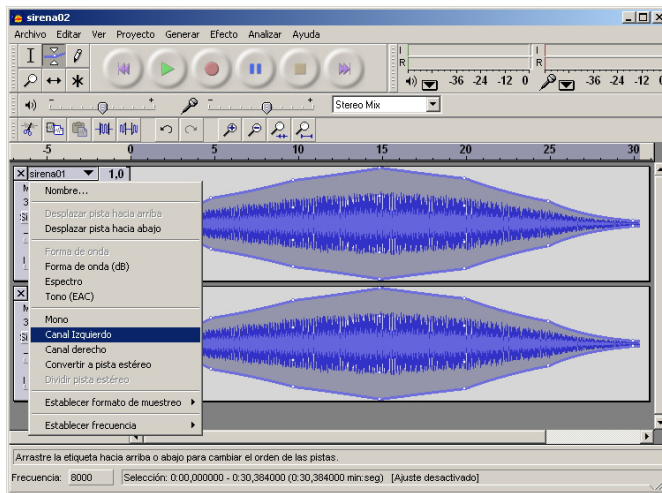 sirena02
Archivo Editar Ver Proyecto Generar Efecto Analizar Ayuda
I
R
-36 -24 -12 0
I
R
-36 -24 -12 0
- + - + Stereo Mix
-5 0 5 10 15 20 25 30
sirena01 1,0
Nombre...
Desplazar pista hacia arriba
Desplazar pista hacia abajo
Forma de onda
Forma de onda (dB)
Espectro
Tono (EAC)
Mono
Canal Izquierdo
Canal derecho
Convertir a pista estéreo
Dividir pista estéreo
Establecer formato de muestreo
Establecer frecuencia
Arrastre la etiqueta hacia arriba o abajo para cambiar el orden de las pistas.
Frecuencia: 8000 Selección: 0:00,000000 - 0:30,384000 (0:30,384000 min:seg) [Ajuste desactivado]